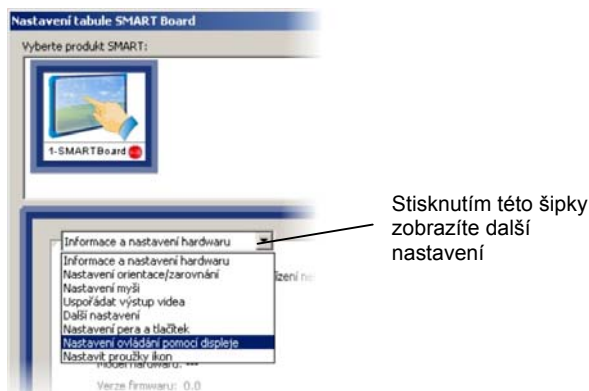 Nastavení tabule SMART Board
Vyberte produkt SMART:
1-SMARTBoard
Informace a nastavení hardwaru
Stisknutím této šipky
zobrazíte další
nastavení
Informace a nastavení hardwaru
Nastavení orientace/zarovnání
Nastavení myši
Uspořádat výstup videa
Další nastavení
Nastavení pera a tlačítek
Nastavení ovládání pomocí displeje
Nastavit proužky ikon
Model hardwaru: ---
Verze firmwaru: 0.0